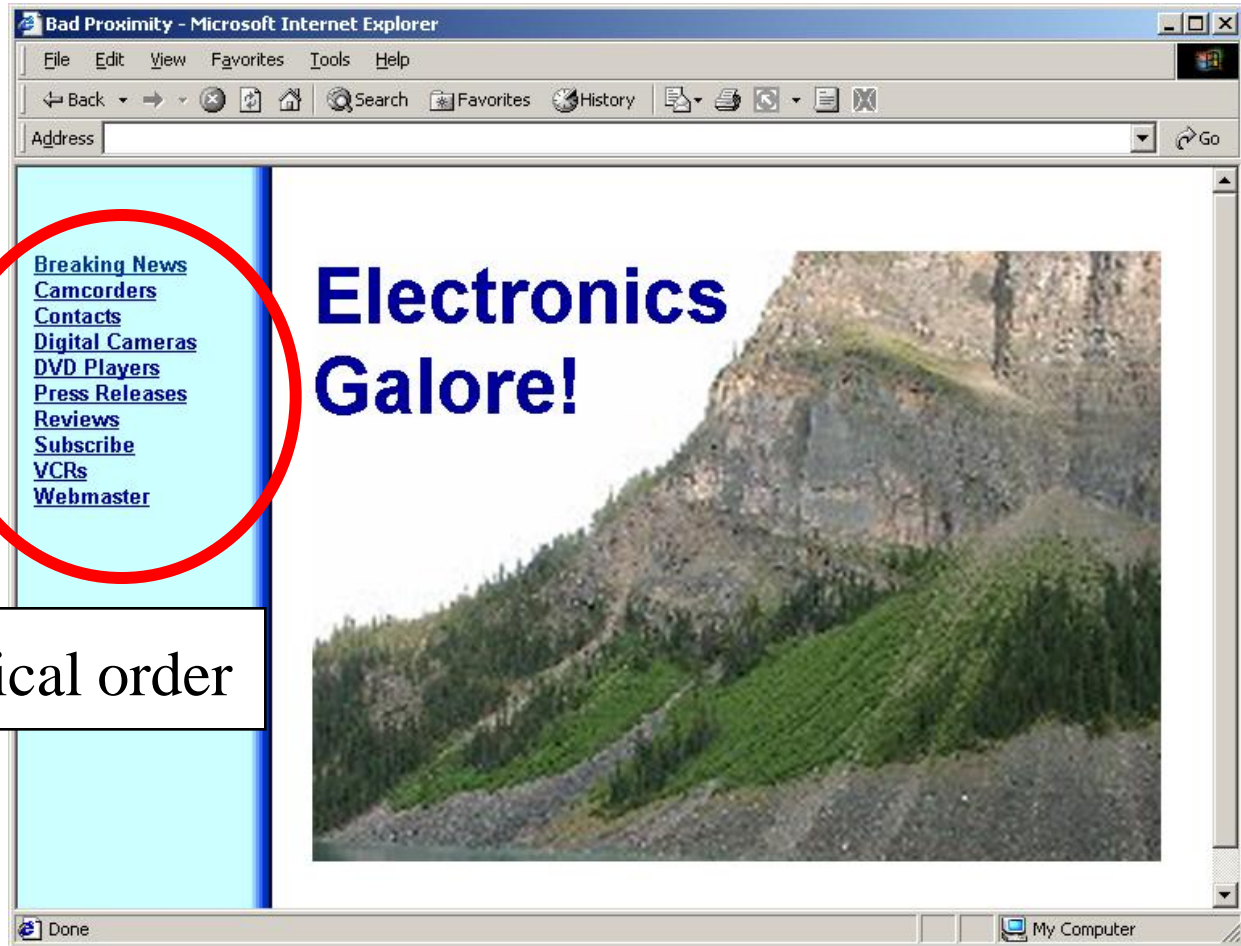 Bad Proximity - Microsoft Internet Explorer
File Edit View Favorites Tools Help
Back Search Favorites History
Address Go
Breaking News
Camcorders
Contacts
Digital Cameras
DVD Players
Press Releases
Reviews
Subscribe
VCRs
Webmaster
Electronics
Galore!
ical order
Done My Computer